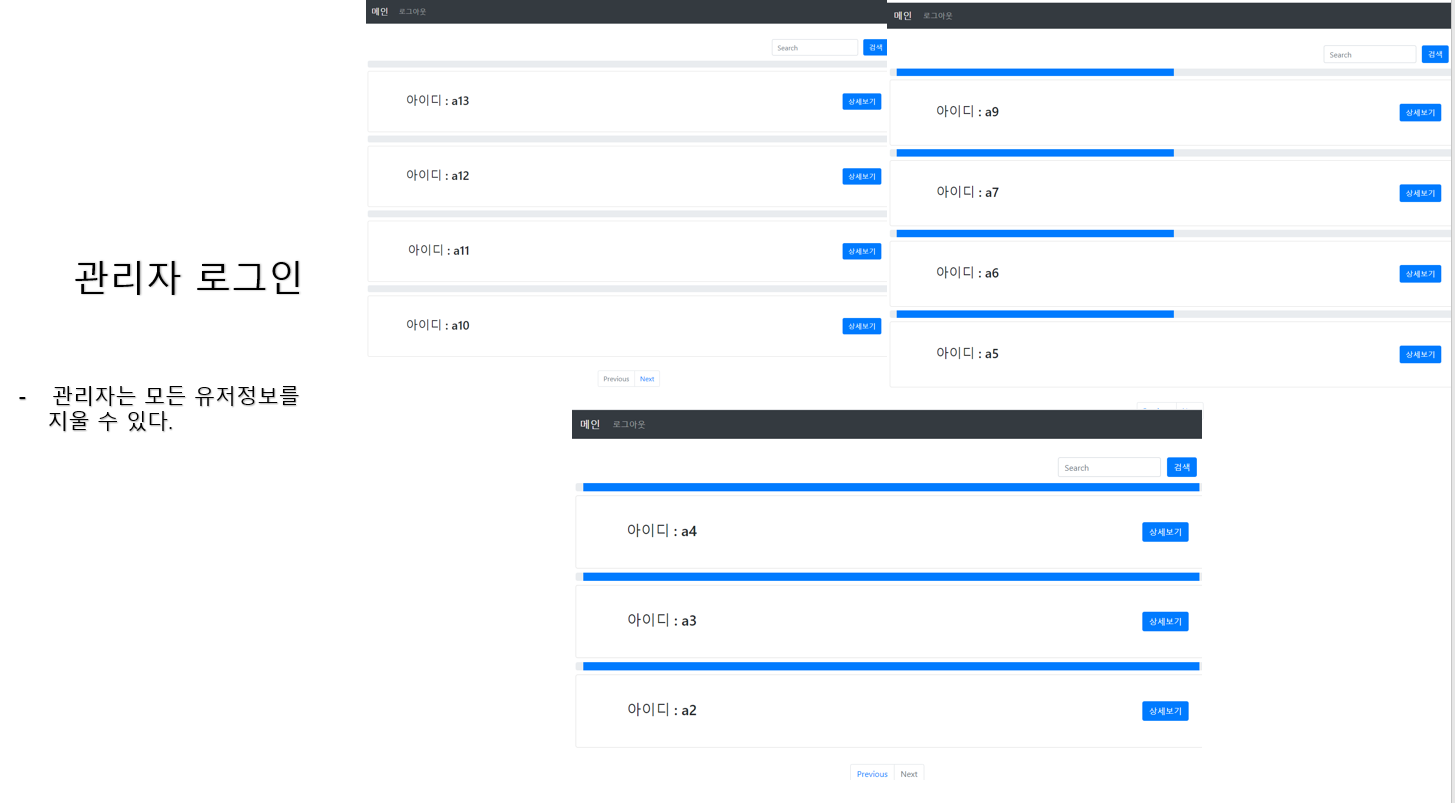 관리자 로그인
- 관리자는 모든 유저정보를
지울 수 있다.
메인 로그아웃
Search 검색
아이디 : a13 상세보기
아이디 : a12 상세보기
아이디 : a11 상세보기
아이디 : a10 상세보기
Previous Next
메인 로그아웃
Search 검색
아이디 : a9 상세보기
아이디 : a7 상세보기
아이디 : a6 상세보기
아이디 : a5 상세보기
메인 로그아웃
Search 검색
아이디 : a4 상세보기
아이디 : a3 상세보기
아이디 : a2 상세보기
Previous Next